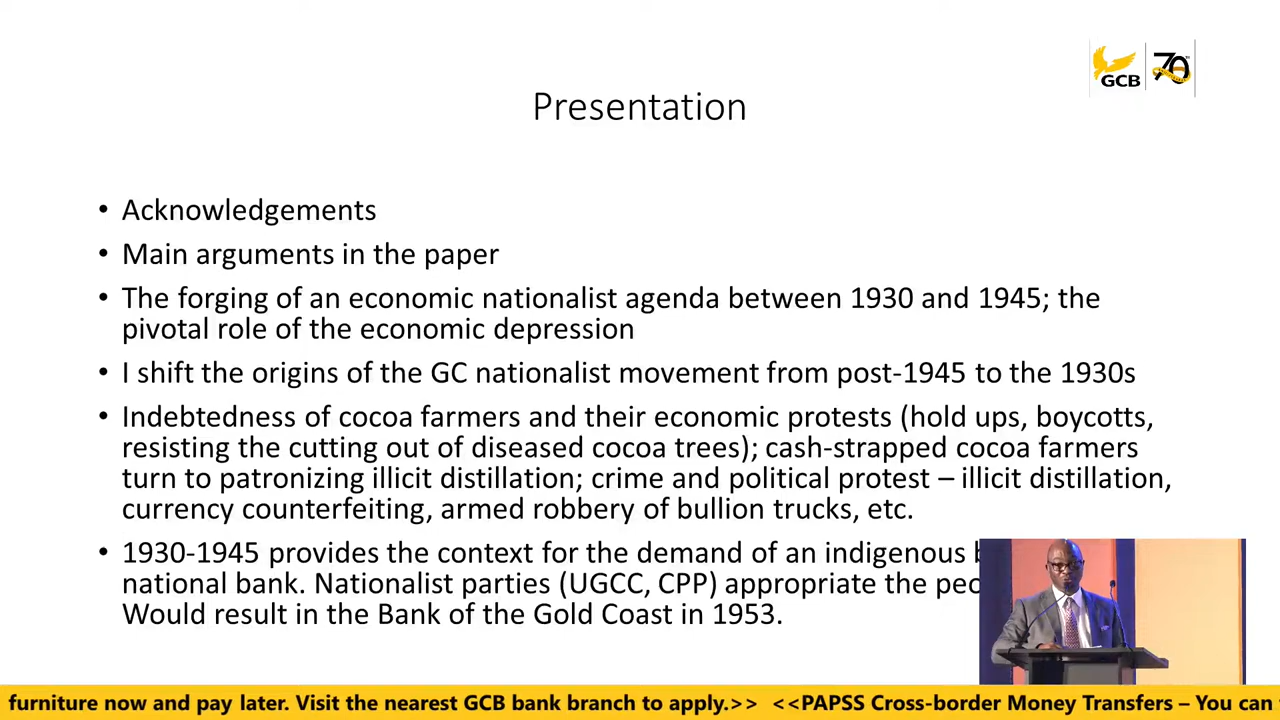 GCB
70
Presentation
• Acknowledgements
• Main arguments in the paper
• The forging of an economic nationalist agenda between 1930 and 1945; the
pivotal role of the economic depression
• I shift the origins of the GC nationalist movement from post-1945 to the 1930s
• Indebtedness of cocoa farmers and their economic protests (hold ups, boycotts,
resisting the cutting out of diseased cocoa trees); cash-strapped cocoa farmers
turn to patronizing illicit distillation; crime and political protest – illicit distillation,
currency counterfeiting, armed robbery of bullion trucks, etc.
• 1930-1945 provides the context for the demand of an indigenous
national bank. Nationalist parties (UGCC, CPP) appropriate the
Would result in the Bank of the Gold Coast in 1953.
furniture now and pay later. Visit the nearest GCB bank branch to apply.>> <<PAPSS Cross-border Money Transfers – You can